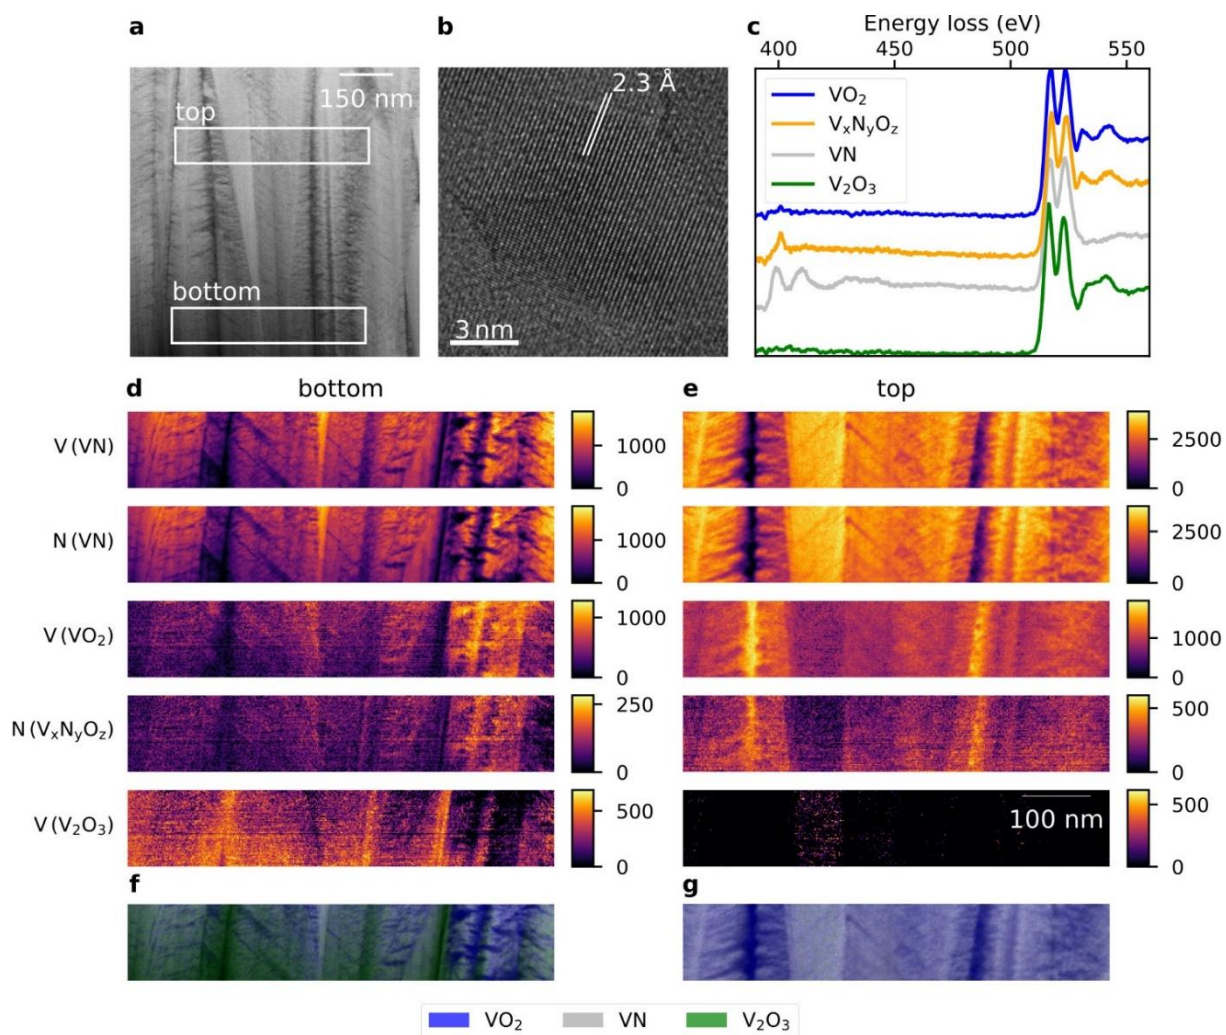 a
150 nm
top
bottom
b
2.3 Å
3 nm
c
Energy loss (eV)
400 450 500 550
VO₂
VₓNᵧO_z
VN
V₂O₃
d
bottom
V (VN)
1000
0
N (VN)
1000
0
V (VO₂)
1000
0
N (VₓNᵧO_z)
250
0
V (V₂O₃)
500
0
e
top
2500
0
2500
0
1000
0
500
0
100 nm
500
0
f
g
VO₂ VN V₂O₃